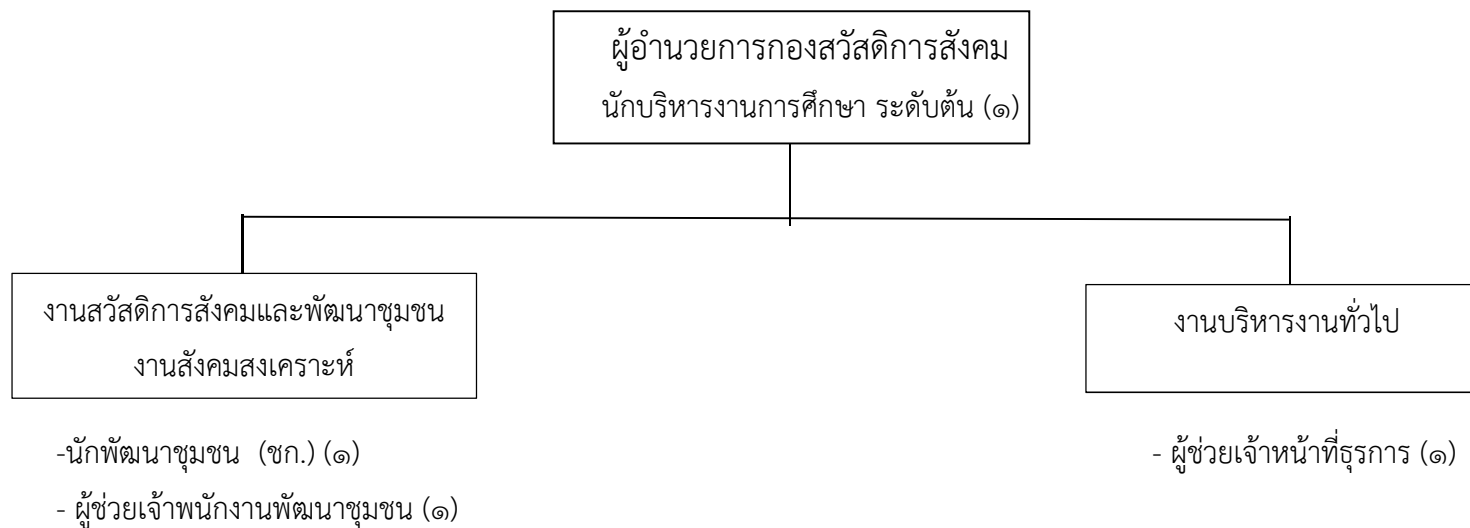 ผู้อำนวยการกองสวัสดิการสังคม
นักบริหารงานการศึกษา ระดับต้น (๑)
งานสวัสดิการสังคมและพัฒนาชุมชน
งานสังคมสงเคราะห์
งานบริหารงานทั่วไป
-นักพัฒนาชุมชน (ชก.) (๑)
- ผู้ช่วยเจ้าพนักงานพัฒนาชุมชน (๑)
- ผู้ช่วยเจ้าหน้าที่ธุรการ (๑)